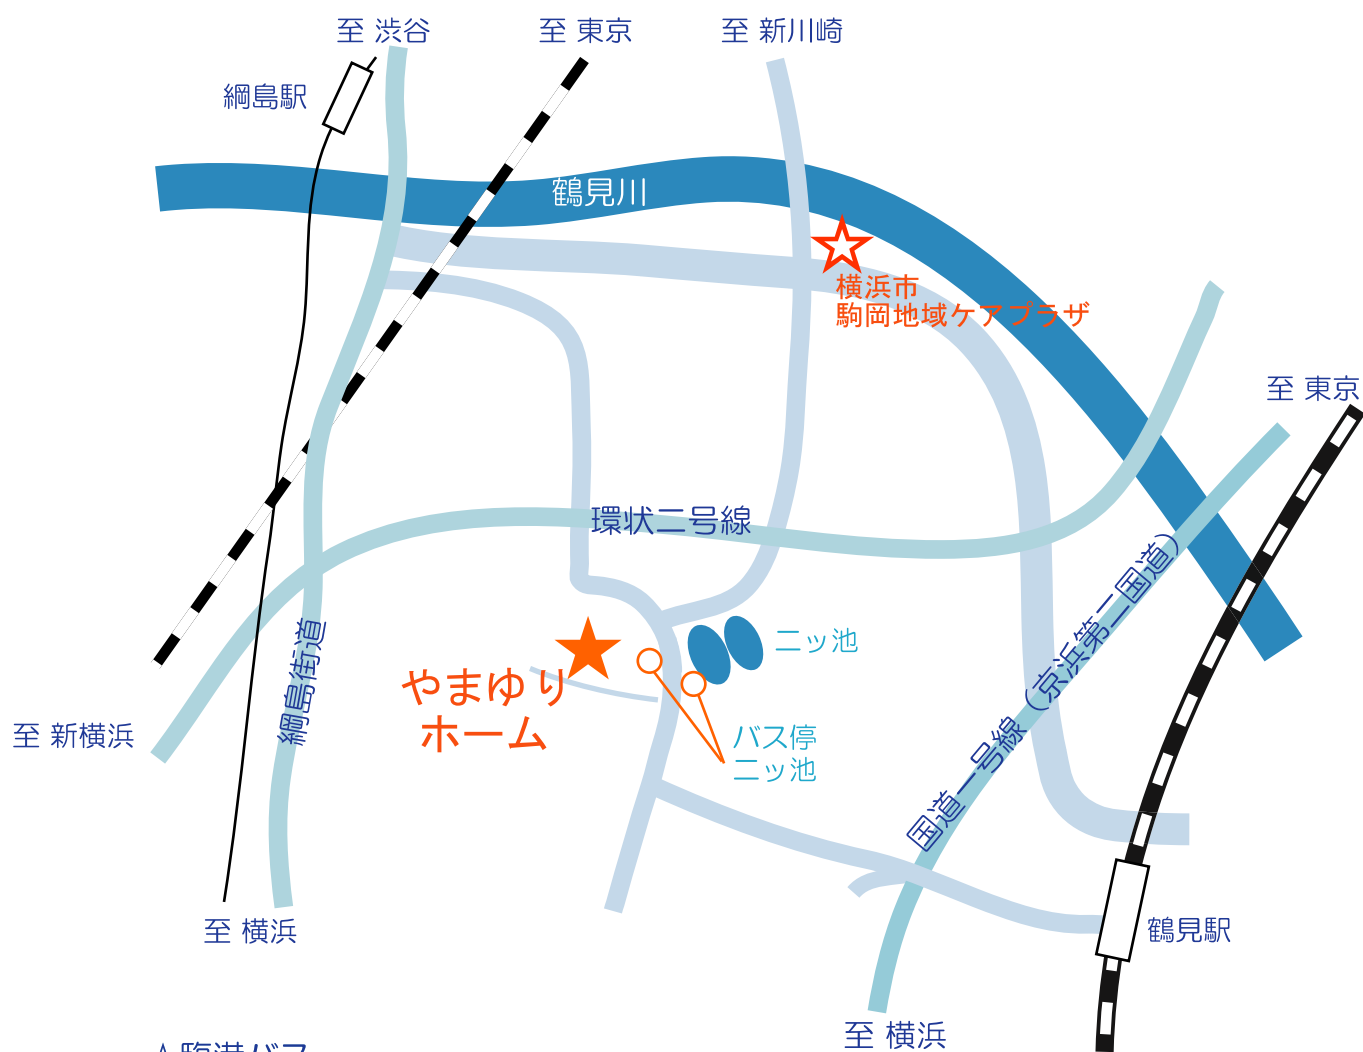 至 渋谷
至 東京
至 新川崎
綱島駅
鶴見川
横浜市
駒岡地域ケアプラザ
至 東京
環状二号線
国道一号線（京浜第二国道）
綱島街道
二ッ池
やまゆり
ホーム
至 新横浜
バス停
二ッ池
至 横浜
鶴見駅
至 横浜